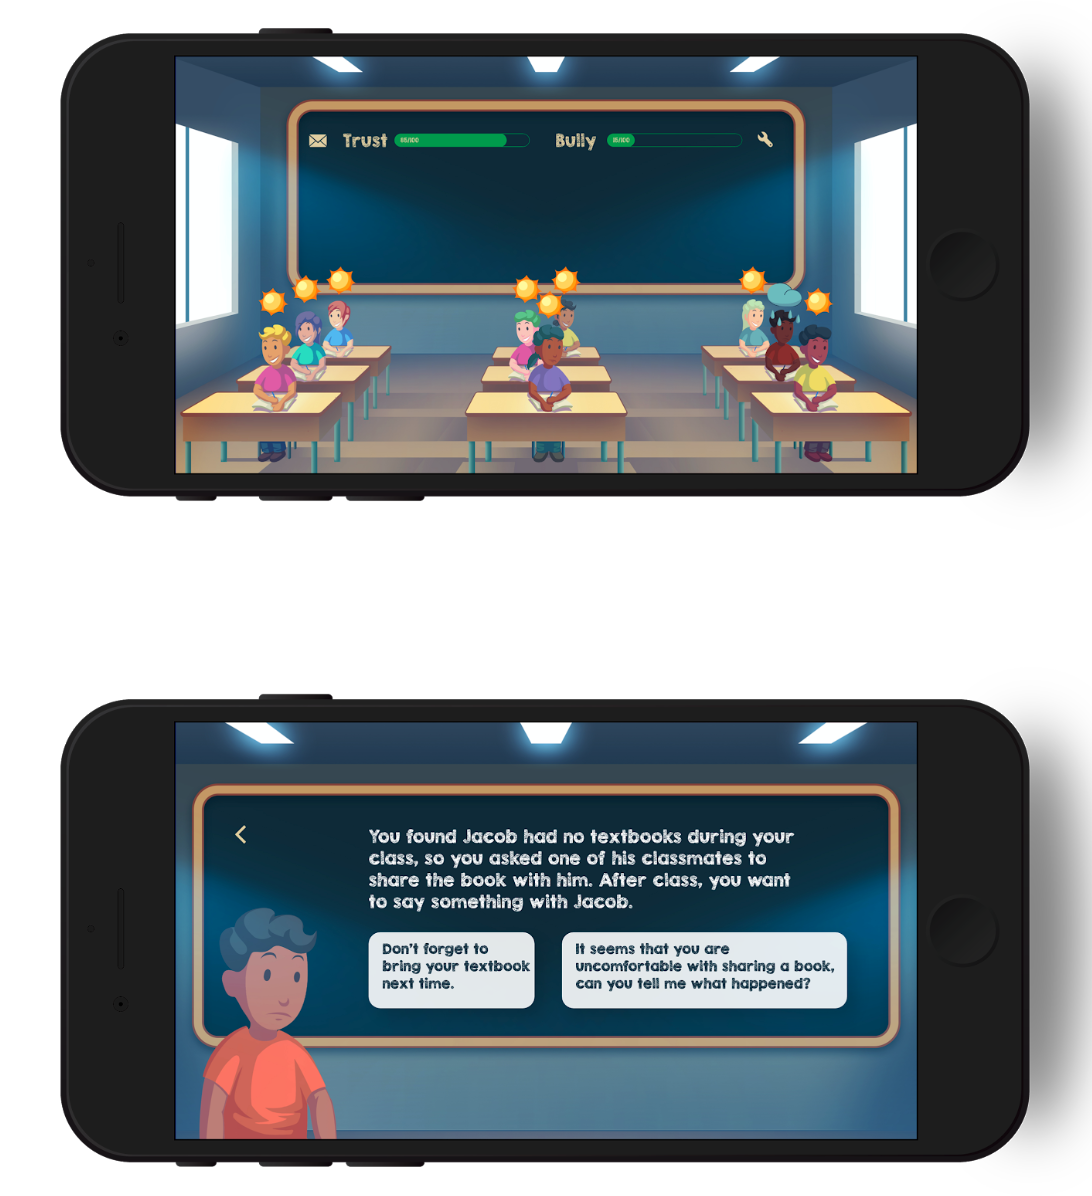 Trust
Bully
You found Jacob had no textbooks during your
class, so you asked one of his classmates to
share the book with him. After class, you want
to say something with Jacob.
Don't forget to
bring your textbook
next time.
It seems that you are
uncomfortable with sharing a book,
can you tell me what happened?